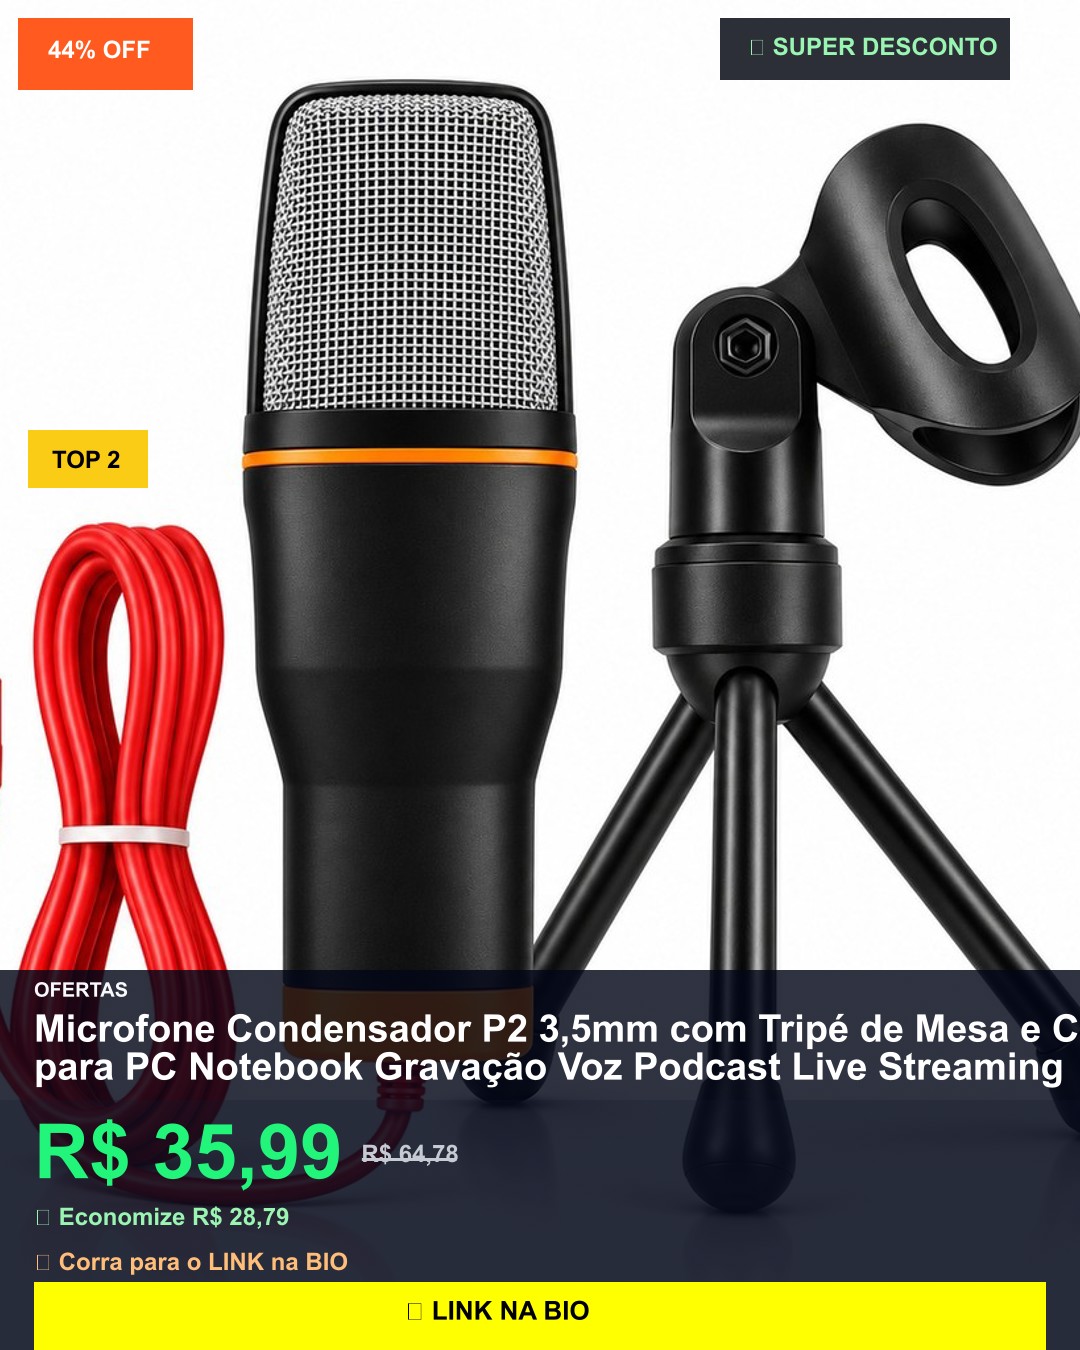 44% OFF
SUPER DESCONTO
TOP 2
OFERTAS
Microfone Condensador P2 3,5mm com Tripé de Mesa e C
para PC Notebook Gravação Voz Podcast Live Streaming
R$ 35,99 R$ 64,78
Economize R$ 28,79
Corra para o LINK na BIO
LINK NA BIO